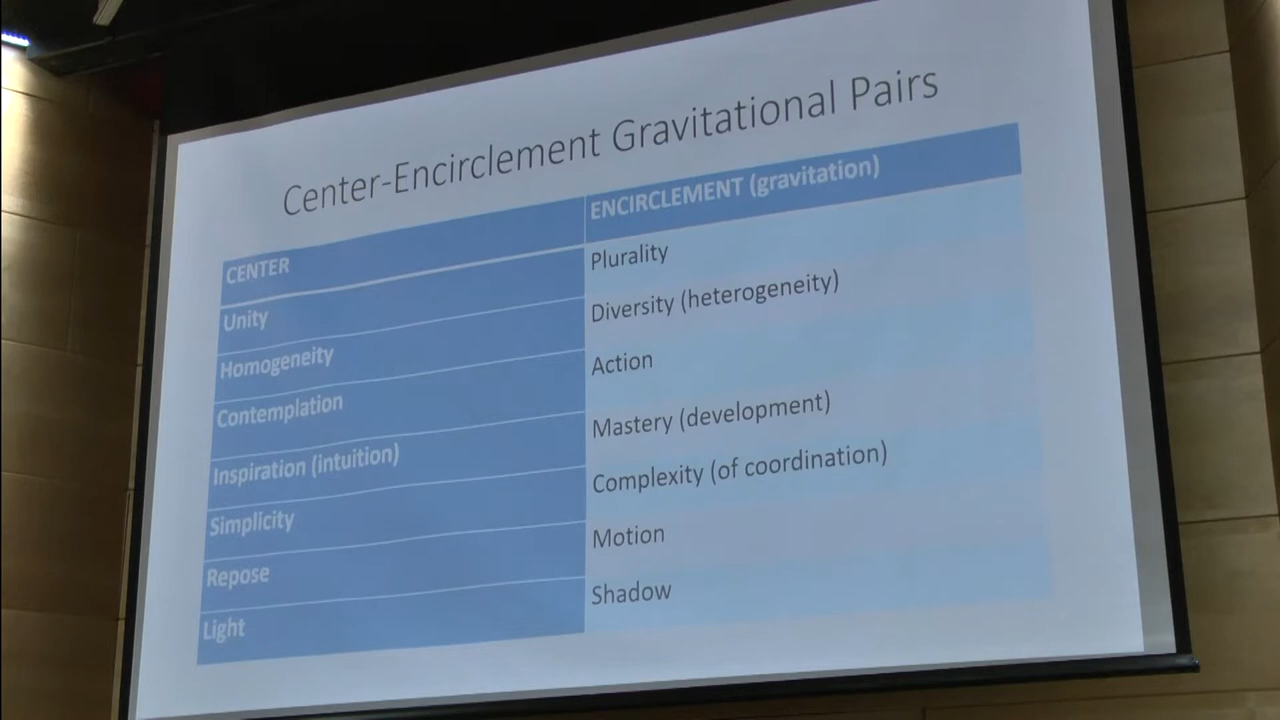 Center-Encirclement Gravitational Pairs
CENTER ENCIRCLEMENT (gravitation)
Unity Plurality
Homogeneity Diversity (heterogeneity)
Contemplation Action
Inspiration (intuition) Mastery (development)
Simplicity Complexity (of coordination)
Repose Motion
Light Shadow